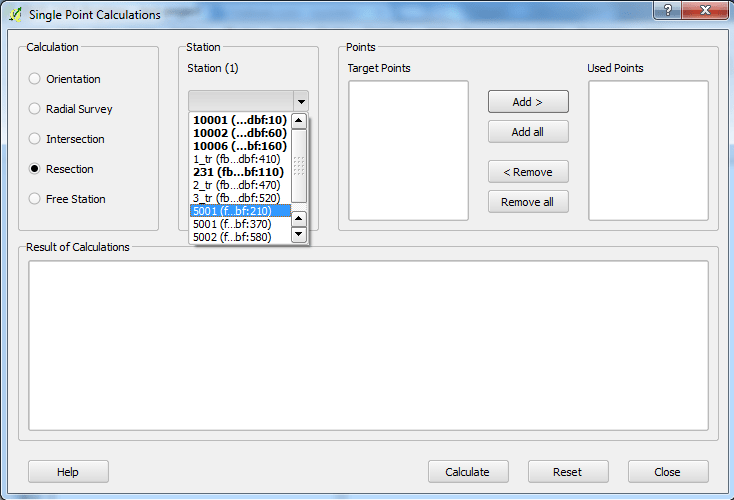 Single Point Calculations
?
Calculation
Orientation
Radial Survey
Intersection
Resection
Free Station
Station
Station (1)
10001 (...dbf:10)
10002 (...dbf:60)
10006 (...bf:160)
1_tr (fb...dbf:410)
231 (fb...bf:110)
2_tr (fb...dbf:470)
3_tr (fb...dbf:520)
5001 (f...bf:210)
5001 (f...bf:370)
5002 (f...bf:580)
Points
Target Points
Add >
Add all
< Remove
Remove all
Used Points
Result of Calculations
Help
Calculate
Reset
Close